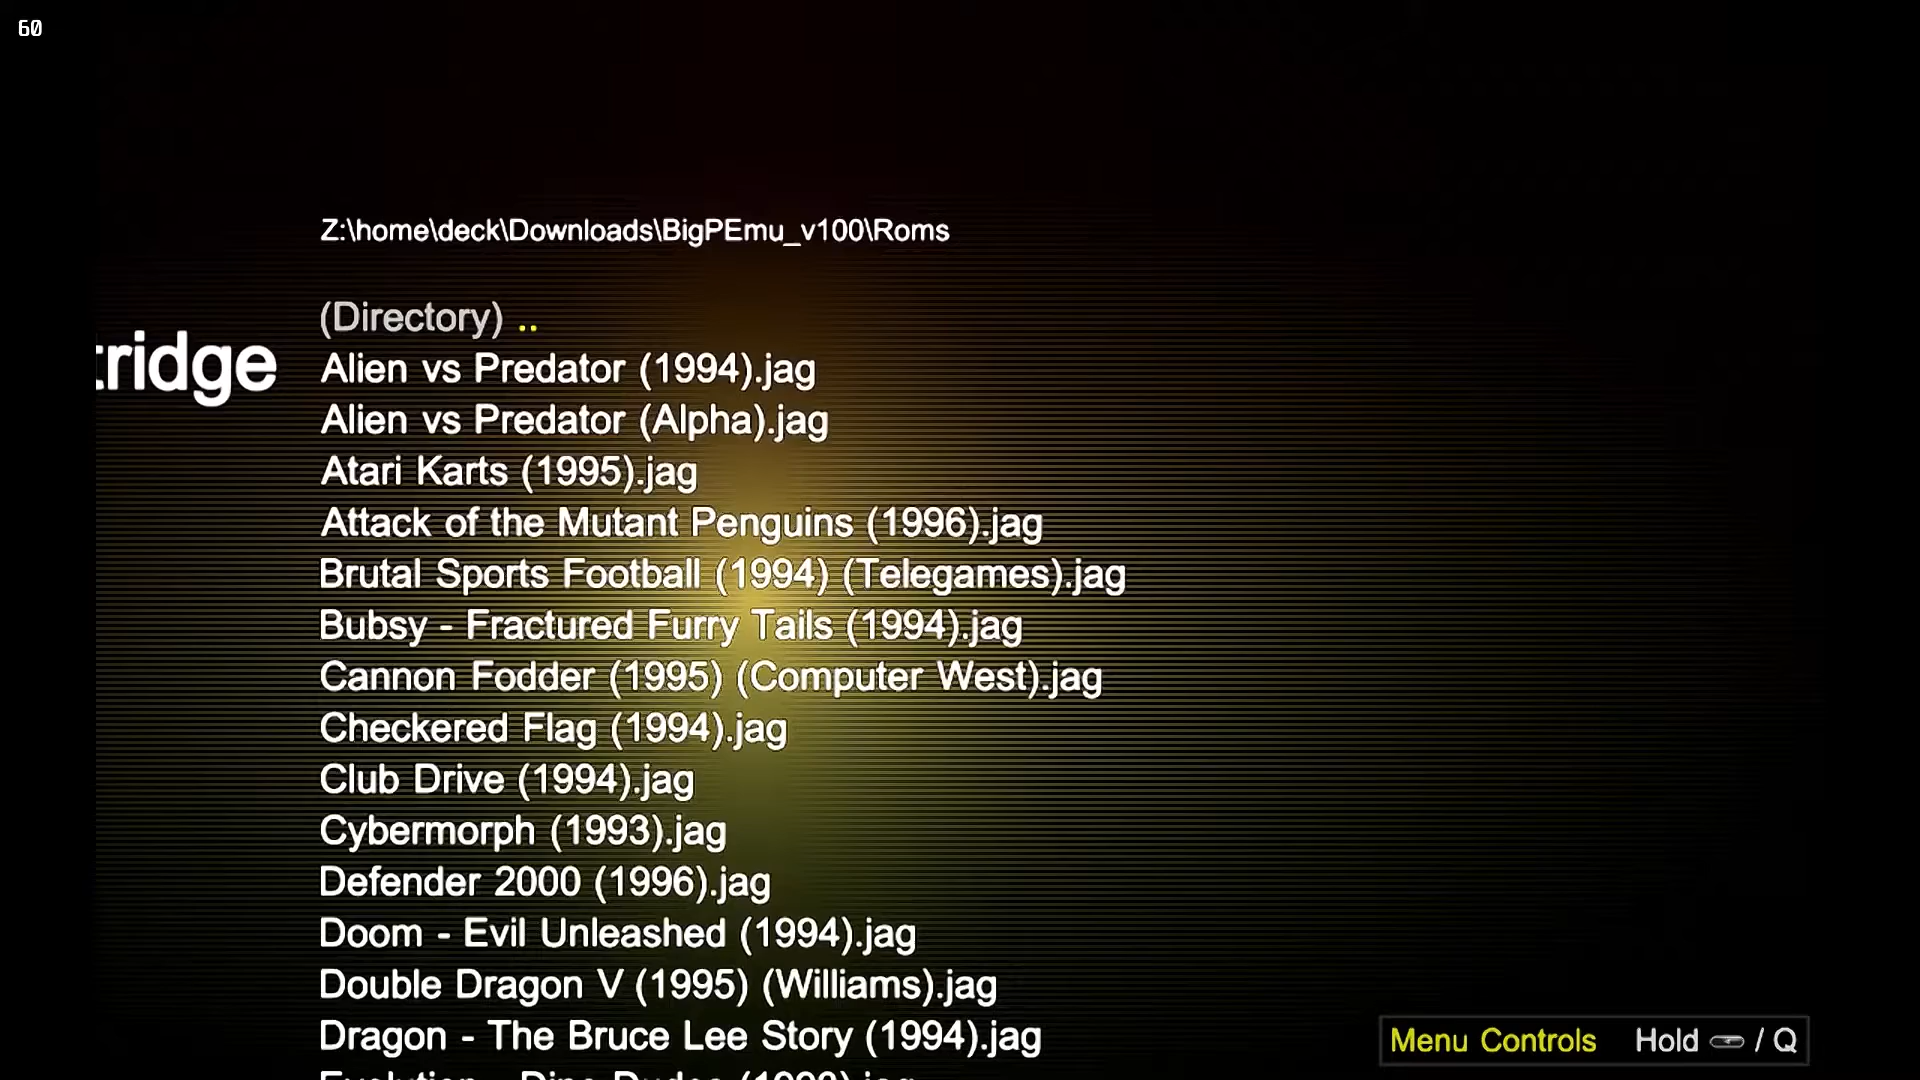 60
Z:\home\deck\Downloads\BigPEmu_v100\Roms
(Directory) ..
tridge
Alien vs Predator (1994).jag
Alien vs Predator (Alpha).jag
Atari Karts (1995).jag
Attack of the Mutant Penguins (1996).jag
Brutal Sports Football (1994) (Telegames).jag
Bubsy - Fractured Furry Tails (1994).jag
Cannon Fodder (1995) (Computer West).jag
Checkered Flag (1994).jag
Club Drive (1994).jag
Cybermorph (1993).jag
Defender 2000 (1996).jag
Doom - Evil Unleashed (1994).jag
Double Dragon V (1995) (Williams).jag
Dragon - The Bruce Lee Story (1994).jag
Menu Controls Hold / Q